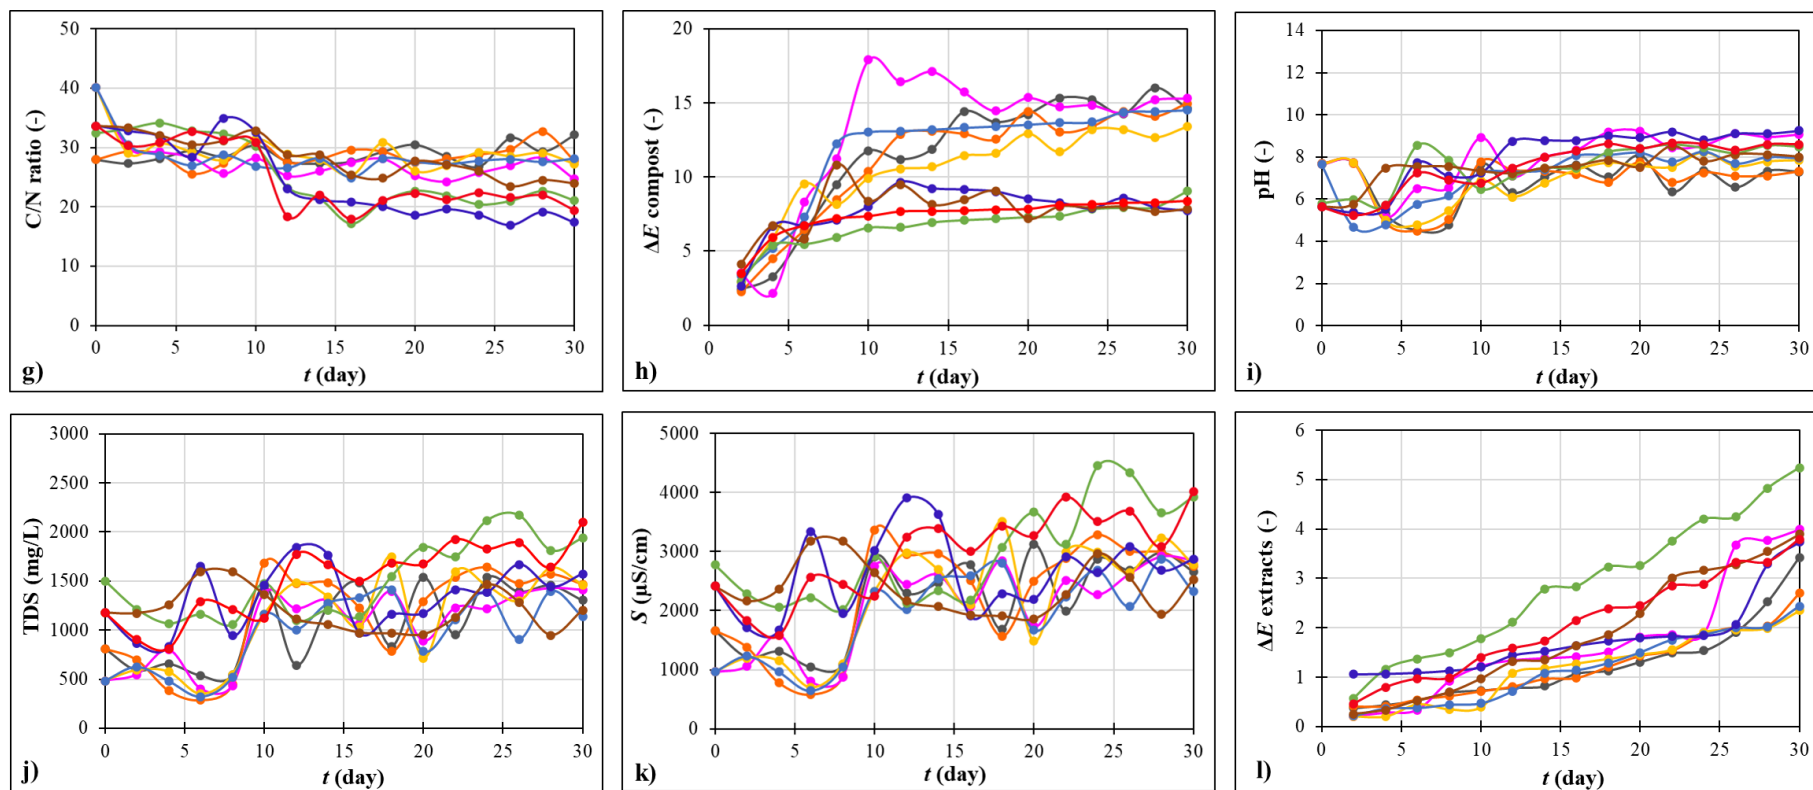 50
40
30
20
10
0
C/N ratio (-)
0 5 10 15 20 25 30
t (day)
g)
20
15
10
5
0
ΔE compost (-)
0 5 10 15 20 25 30
t (day)
h)
14
12
10
8
6
4
2
0
pH (-)
0 5 10 15 20 25 30
t (day)
i)
3000
2500
2000
1500
1000
500
0
TDS (mg/L)
0 5 10 15 20 25 30
t (day)
j)
5000
4000
3000
2000
1000
0
S (µS/cm)
0 5 10 15 20 25 30
t (day)
k)
6
5
4
3
2
1
0
ΔE extracts (-)
0 5 10 15 20 25 30
t (day)
l)